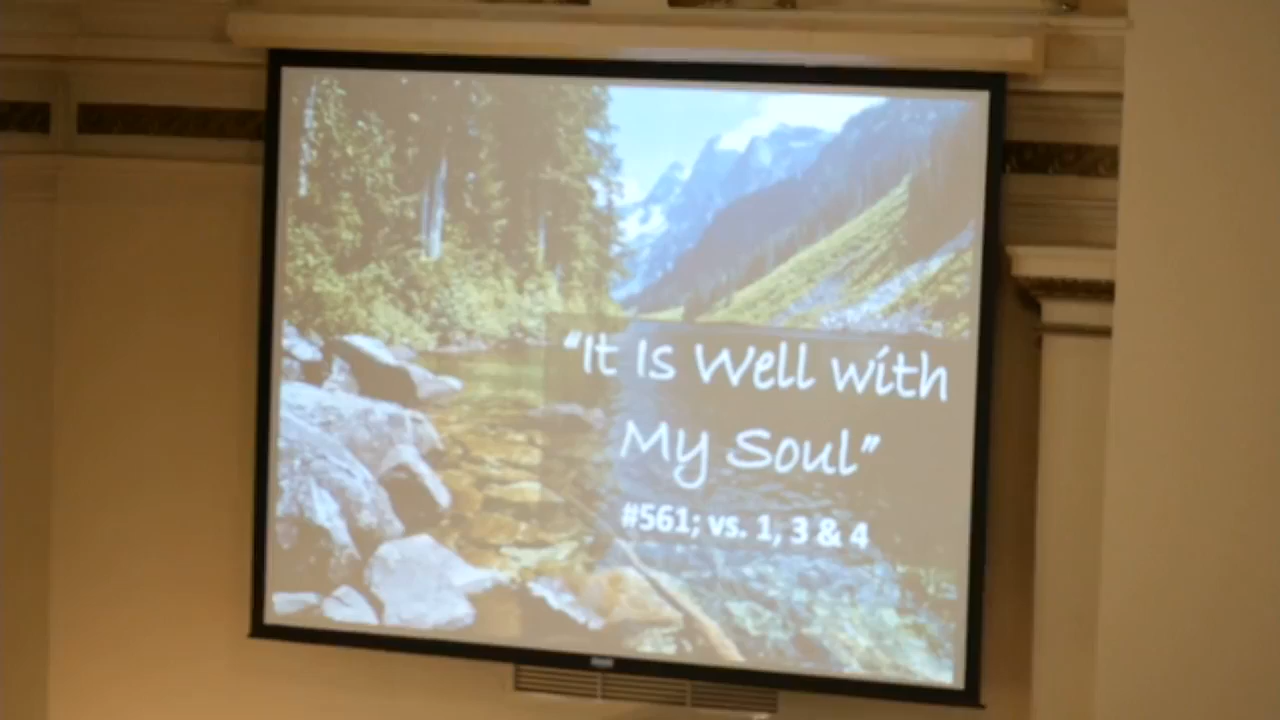 “It Is Well with
My Soul”
#561; vs. 1, 3 & 4